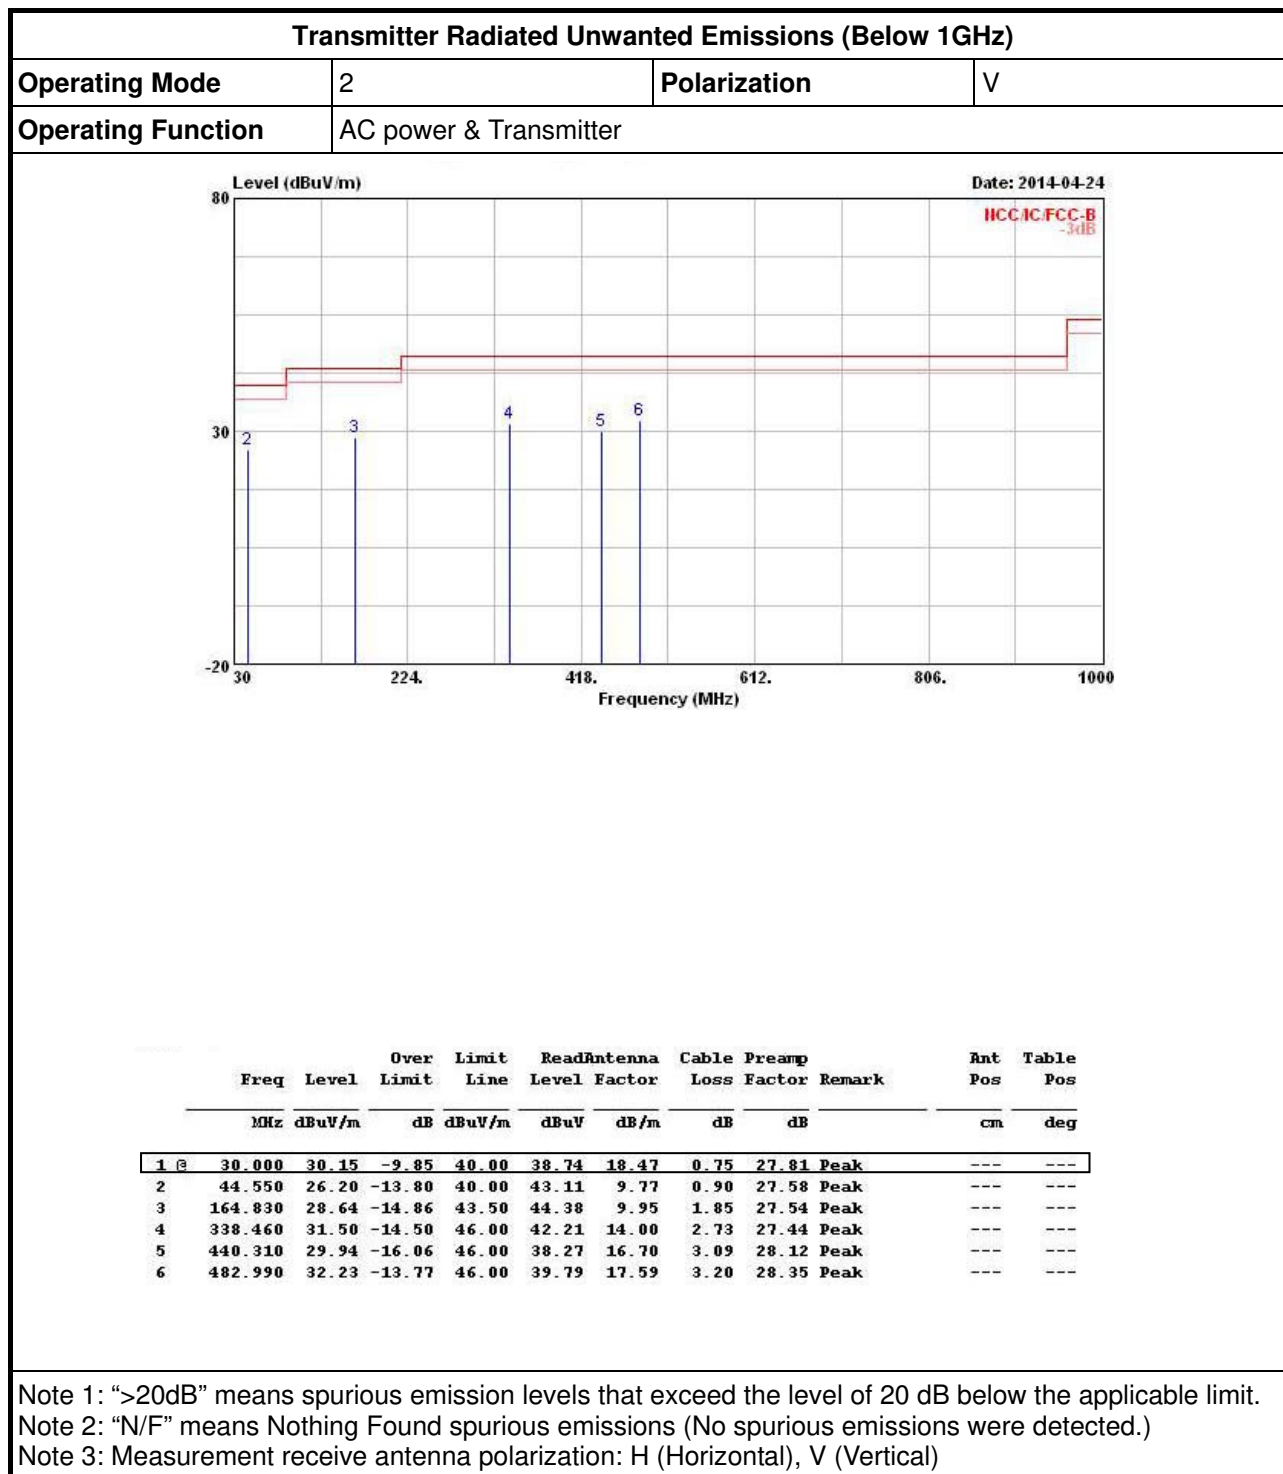 Transmitter Radiated Unwanted Emissions (Below 1GHz)
Operating Mode 2 Polarization V
Operating Function AC power & Transmitter
Level (dBuV/m) Date: 2014-04-24
80
NCC/IC/FCC-B
-3dB
30
2 3 4 5 6
-20
30 224. 418. 612. 806. 1000
Frequency (MHz)
Over Limit ReadAntenna Cable Preamp Ant Table
Freq Level Limit Line Level Factor Loss Factor Remark Pos Pos
MHz dBuV/m dB dBuV/m dBuV dB/m dB dB cm deg
1 @ 30.000 30.15 -9.85 40.00 38.74 18.47 0.75 27.81 Peak --- ---
2 44.550 26.20 -13.80 40.00 43.11 9.77 0.90 27.58 Peak --- ---
3 164.830 28.64 -14.86 43.50 44.38 9.95 1.85 27.54 Peak --- ---
4 338.460 31.50 -14.50 46.00 42.21 14.00 2.73 27.44 Peak --- ---
5 440.310 29.94 -16.06 46.00 38.27 16.70 3.09 28.12 Peak --- ---
6 482.990 32.23 -13.77 46.00 39.79 17.59 3.20 28.35 Peak --- ---
Note 1: “>20dB” means spurious emission levels that exceed the level of 20 dB below the applicable limit.
Note 2: “N/F” means Nothing Found spurious emissions (No spurious emissions were detected.)
Note 3: Measurement receive antenna polarization: H (Horizontal), V (Vertical)